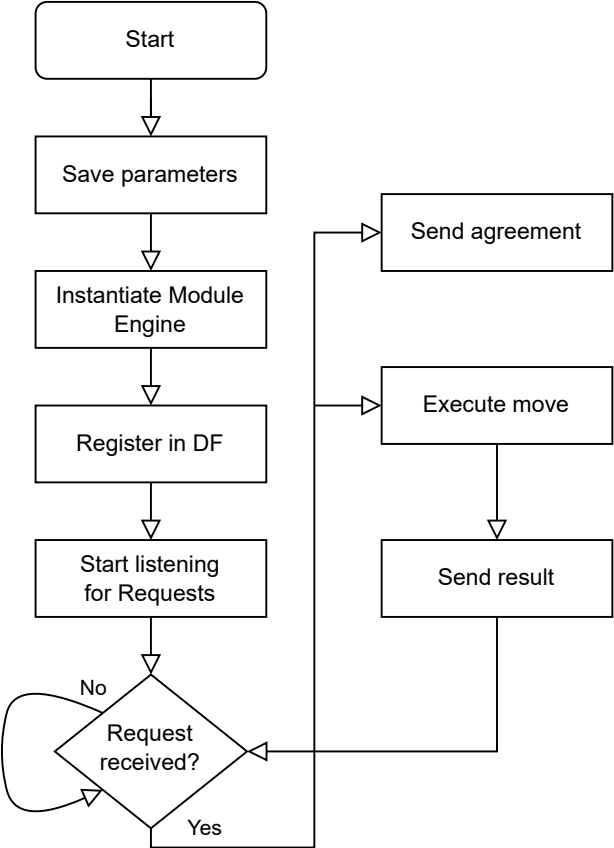 Start
Save parameters
Instantiate Module
Engine
Register in DF
Start listening
for Requests
No
Request
received?
Yes
Send agreement
Execute move
Send result